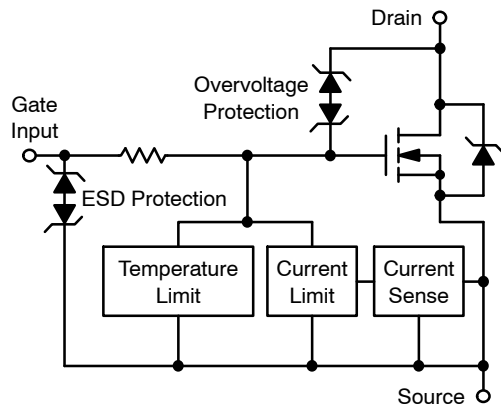 Drain
Overvoltage
Protection
Gate
Input
ESD Protection
Temperature
Limit
Current
Limit
Current
Sense
Source